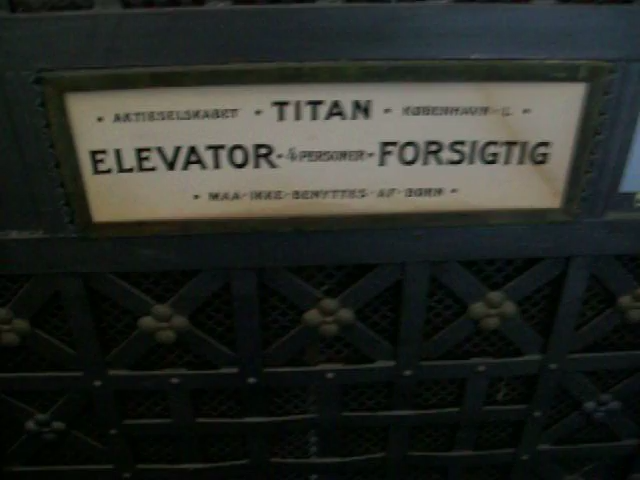 • AKTIESELSKABET • TITAN • KØBENHAVN - L. •
ELEVATOR - 4 PERSONER - FORSIGTIG
• MAA - IKKE - BENYTTES - AF - BØRN •